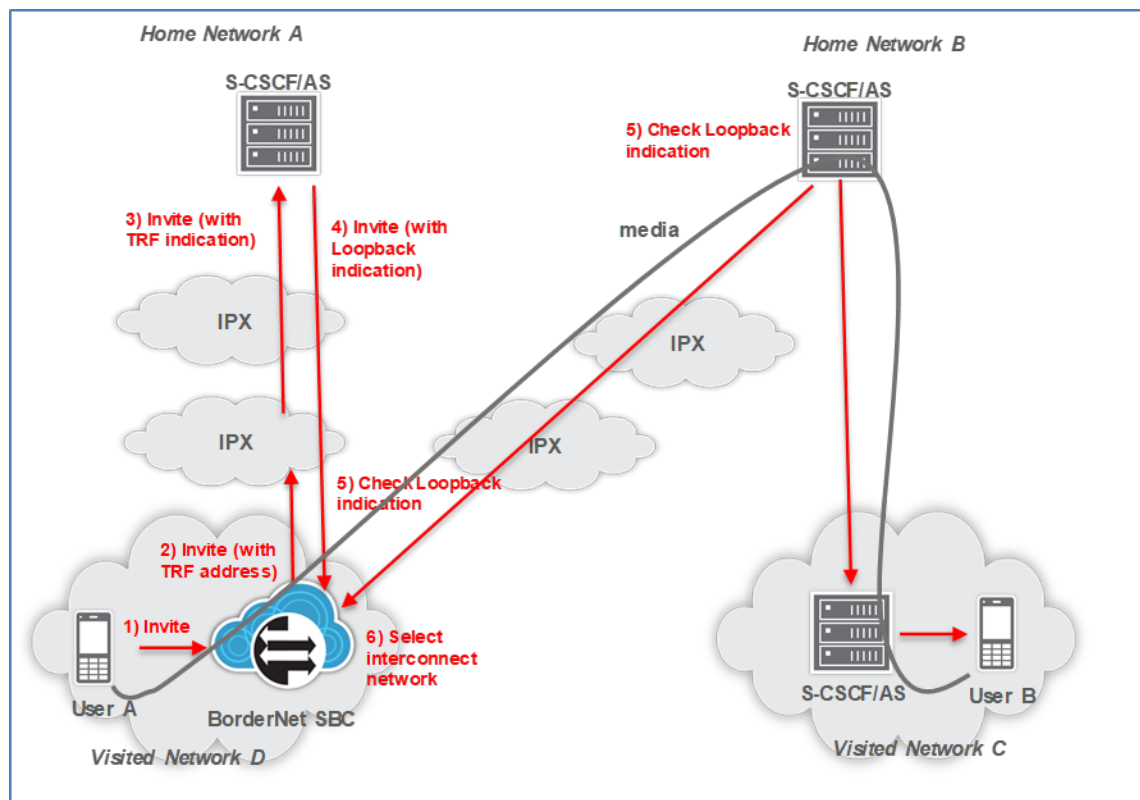 Home Network A
Home Network B
S-CSCF/AS
S-CSCF/AS
5) Check Loopback
indication
3) Invite (with
TRF indication)
4) Invite (with
Loopback
indication)
media
IPX
IPX
IPX
IPX
5) Check Loopback
indication
2) Invite (with
TRF address)
1) Invite
6) Select
interconnect
network
User A
BorderNet SBC
S-CSCF/AS
User B
Visited Network D
Visited Network C